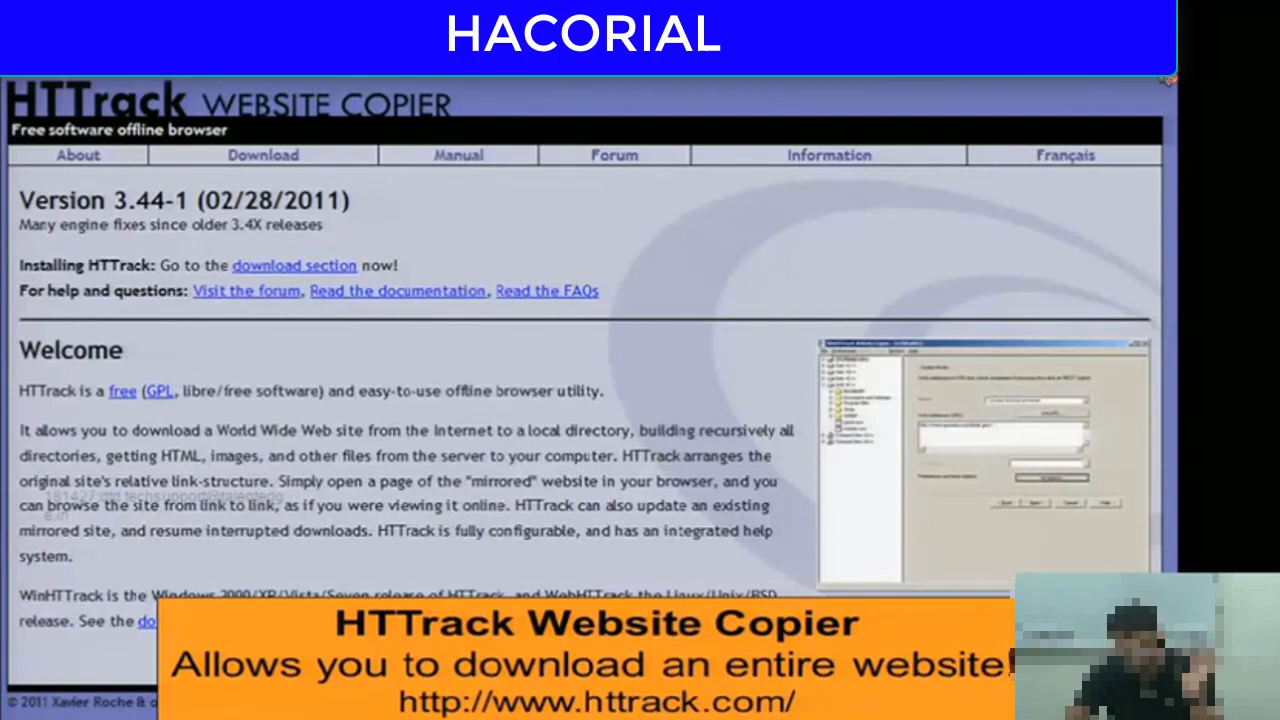 HACORIAL
HTTrack WEBSITE COPIER
Free software offline browser
About Download Manual Forum Information Français
Version 3.44-1 (02/28/2011)
Many engine fixes since older 3.4X releases
Installing HTTrack: Go to the download section now!
For help and questions: Visit the forum, Read the documentation, Read the FAQs
Welcome
HTTrack is a free (GPL, libre/free software) and easy-to-use offline browser utility.
It allows you to download a World Wide Web site from the Internet to a local directory, building recursively all
directories, getting HTML, images, and other files from the server to your computer. HTTrack arranges the
original site's relative link-structure. Simply open a page of the "mirrored" website in your browser, and you
can browse the site from link to link, as if you were viewing it online. HTTrack can also update an existing
mirrored site, and resume interrupted downloads. HTTrack is fully configurable, and has an integrated help
system.
WinHTTrack is the Windows 2000/XP/Vista/Seven release of HTTrack, and WebHTTrack the Linux/Unix/BSD
release. See the do
HTTrack Website Copier
Allows you to download an entire website!
http://www.httrack.com/
© 2011 Xavier Roche & o